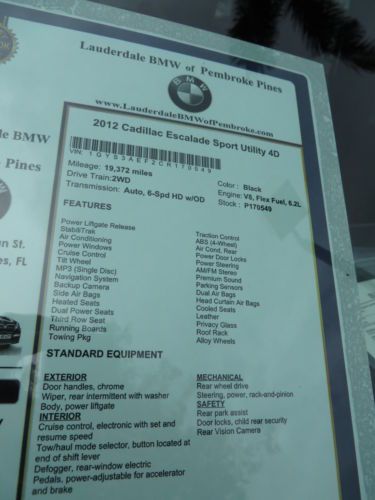 Lauderdale BMW of Pembroke Pines
BMW
www.LauderdaleBMWofPembroke.com
2012 Cadillac Escalade Sport Utility 4D
VIN: 1GYS3AEF2CR170549
Mileage: 19,372 miles
Drive Train:2WD
Transmission: Auto, 6-Spd HD w/OD
Color : Black
Engine: V8, Flex Fuel, 6.2L
Stock : P170549
FEATURES:
Power Liftgate Release
StabiliTrak
Air Conditioning
Power Windows
Cruise Control
Tilt Wheel
MP3 (Single Disc)
Navigation System
Backup Camera
Side Air Bags
Heated Seats
Dual Power Seats
Third Row Seat
Running Boards
Towing Pkg
Traction Control
ABS (4-Wheel)
Air Cond. Rear
Power Door Locks
Power Steering
AM/FM Stereo
Premium Sound
Parking Sensors
Dual Air Bags
Head Curtain Air Bags
Cooled Seats
Leather
Privacy Glass
Roof Rack
Alloy Wheels
STANDARD EQUIPMENT
EXTERIOR
Door handles, chrome
Wiper, rear intermittent with washer
Body, power liftgate
INTERIOR
Cruise control, electronic with set and
resume speed
Tow/haul mode selector, button located at
end of shift lever
Defogger, rear-window electric
Pedals, power-adjustable for accelerator
and brake
MECHANICAL
Rear wheel drive
Steering, power, rack-and-pinion
SAFETY
Rear park assist
Door locks, child rear security
Rear Vision Camera
le BMW
Pines
an St.
es, FL